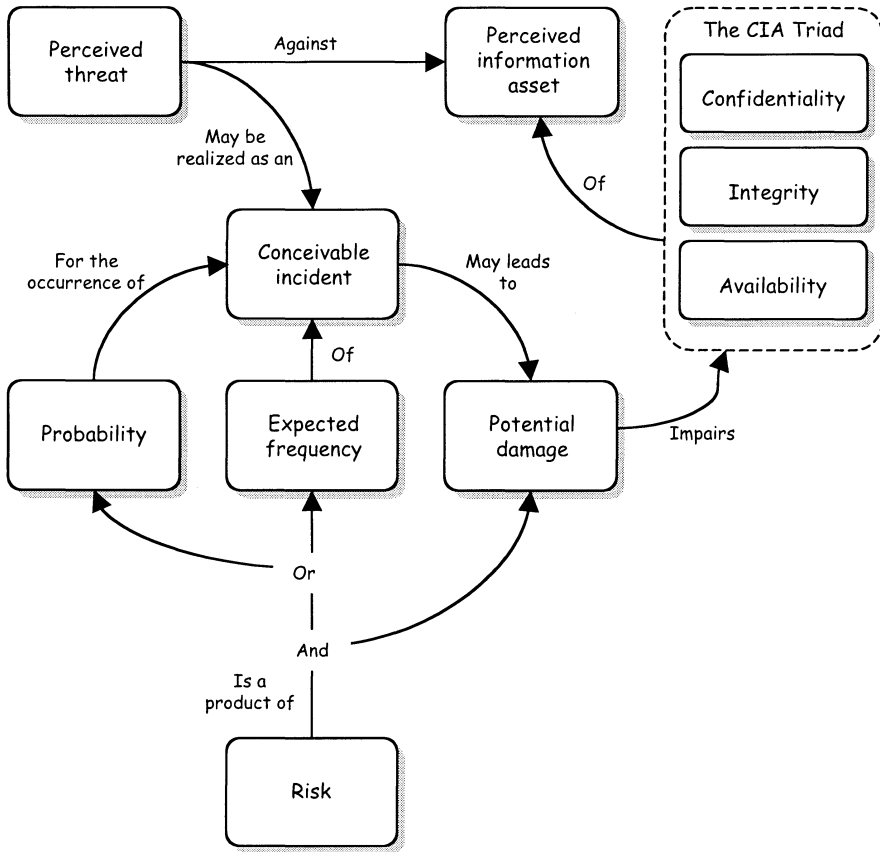 Perceived
threat
Against
Perceived
information
asset
The CIA Triad
Confidentiality
Integrity
Availability
May be
realized as an
Of
Conceivable
incident
For the
occurrence of
May leads
to
Of
Probability
Expected
frequency
Potential
damage
Impairs
Or
And
Is a
product of
Risk